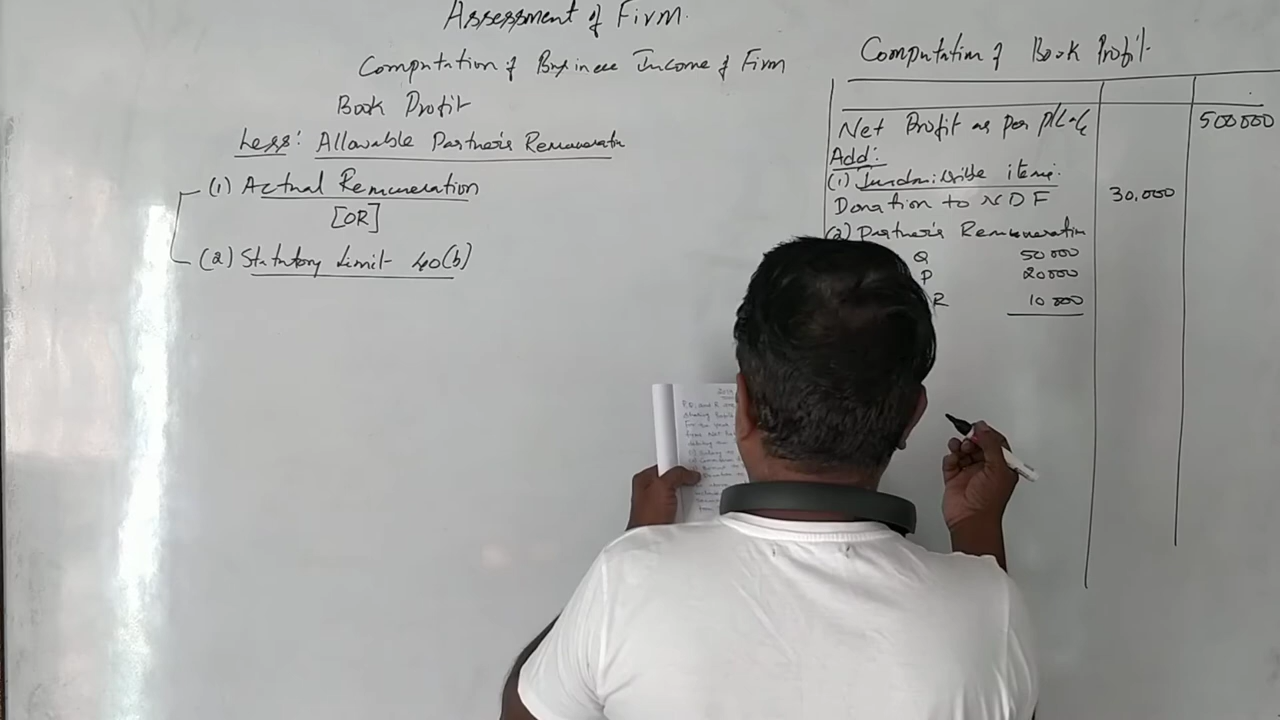 Assessment of Firm.
Computation of Business Income of Firm
Book Profit
Less: Allowable Partner's Remuneratn
(1) Actual Remuneration
[OR]
(2) Statutory Limit 40(b)
Computation of Book Profit
Net Profit as per P/L a/c 500000
Add:
(1) Inadmissible items.
Donation to NDF 30,000
(2) Partner's Remuneration
Q 50000
P 20000
R 10000